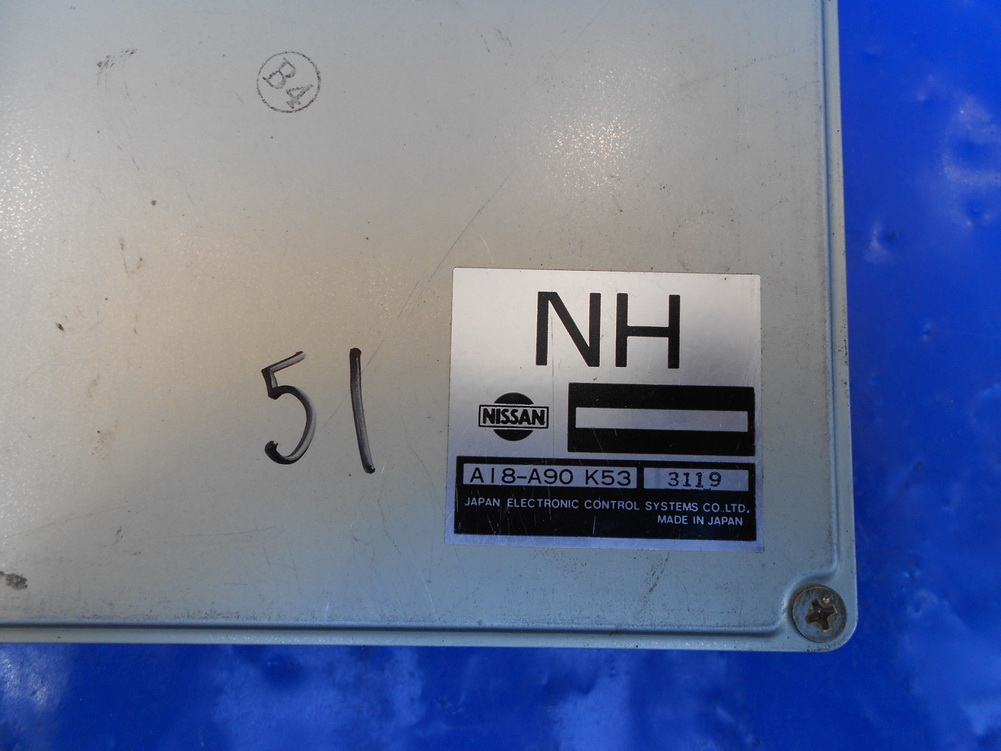 B4
NH
51
NISSAN
A18-A90 K53 3119
JAPAN ELECTRONIC CONTROL SYSTEMS CO.LTD.
MADE IN JAPAN